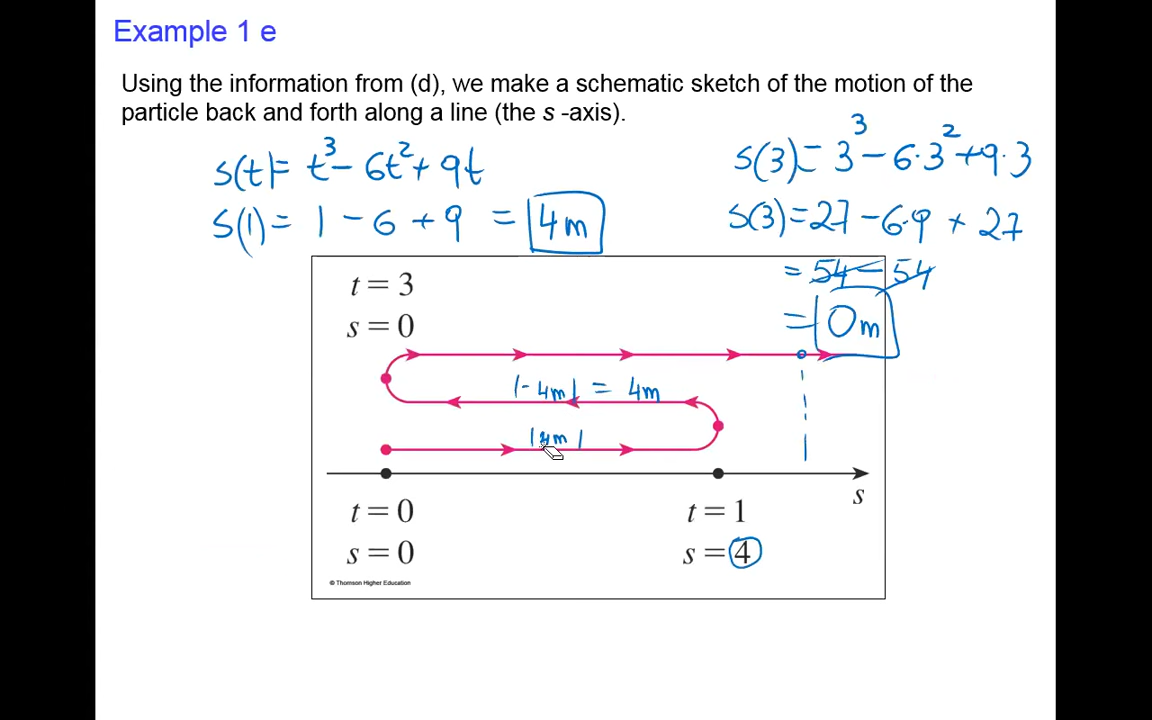 Example 1 e
Using the information from (d), we make a schematic sketch of the motion of the
particle back and forth along a line (the s -axis).
s(t)= t³ - 6t² + 9t
s(1) = 1 - 6 + 9 = 4m
s(3) = 3³ - 6·3² + 9·3
s(3) = 27 - 6·9 + 27
= 54 - 54
= 0m
t = 3
s = 0
|-4m| = 4m
|4m|
s
t = 0
s = 0
t = 1
s = 4
© Thomson Higher Education